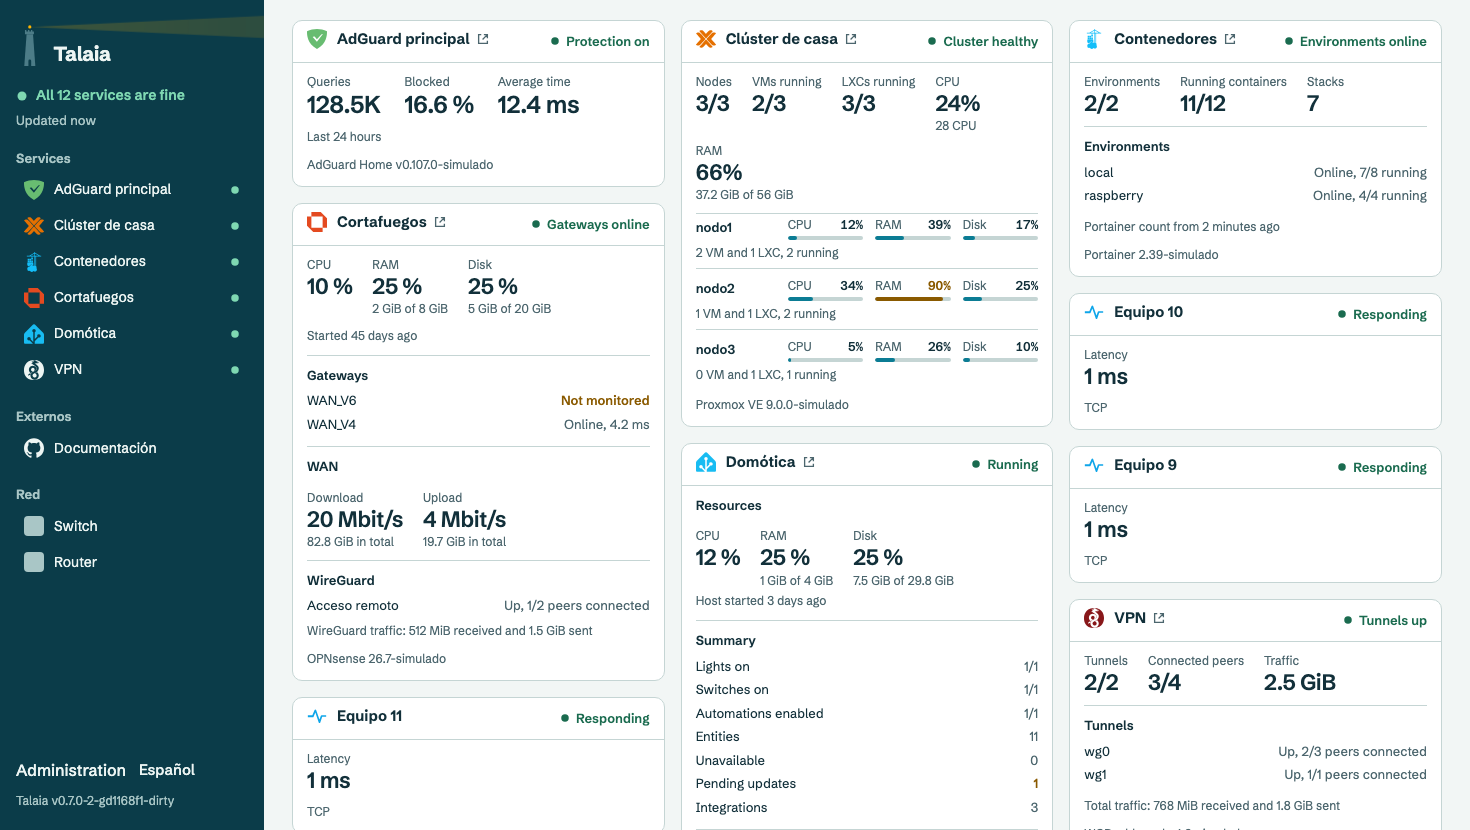 Talaia
All 12 services are fine
Updated now
Services
AdGuard principal
Clúster de casa
Contenedores
Cortafuegos
Domótica
VPN
Externos
Documentación
Red
Switch
Router
Administration Español
Talaia v0.7.0-2-gd1168f1-dirty
AdGuard principal Protection on
Queries Blocked Average time
128.5K 16.6 % 12.4 ms
Last 24 hours
AdGuard Home v0.107.0-simulado
Cortafuegos Gateways online
CPU RAM Disk
10 % 25 % 25 %
2 GiB of 8 GiB 5 GiB of 20 GiB
Started 45 days ago
Gateways
WAN_V6 Not monitored
WAN_V4 Online, 4.2 ms
WAN
Download Upload
20 Mbit/s 4 Mbit/s
82.8 GiB in total 19.7 GiB in total
WireGuard
Acceso remoto Up, 1/2 peers connected
WireGuard traffic: 512 MiB received and 1.5 GiB sent
OPNsense 26.7-simulado
Equipo 11 Responding
Latency
1 ms
TCP
Clúster de casa Cluster healthy
Nodes VMs running LXCs running CPU
3/3 2/3 3/3 24%
28 CPU
RAM
66%
37.2 GiB of 56 GiB
nodo1 CPU 12% RAM 39% Disk 17%
2 VM and 1 LXC, 2 running
nodo2 CPU 34% RAM 90% Disk 25%
1 VM and 1 LXC, 2 running
nodo3 CPU 5% RAM 26% Disk 10%
0 VM and 1 LXC, 1 running
Proxmox VE 9.0.0-simulado
Domótica Running
Resources
CPU RAM Disk
12 % 25 % 25 %
1 GiB of 4 GiB 7.5 GiB of 29.8 GiB
Host started 3 days ago
Summary
Lights on 1/1
Switches on 1/1
Automations enabled 1/1
Entities 11
Unavailable 0
Pending updates 1
Integrations 3
Contenedores Environments online
Environments Running containers Stacks
2/2 11/12 7
Environments
local Online, 7/8 running
raspberry Online, 4/4 running
Portainer count from 2 minutes ago
Portainer 2.39-simulado
Equipo 10 Responding
Latency
1 ms
TCP
Equipo 9 Responding
Latency
1 ms
TCP
VPN Tunnels up
Tunnels Connected peers Traffic
2/2 3/4 2.5 GiB
Tunnels
wg0 Up, 2/3 peers connected
wg1 Up, 1/1 peers connected
Total traffic: 768 MiB received and 1.8 GiB sent